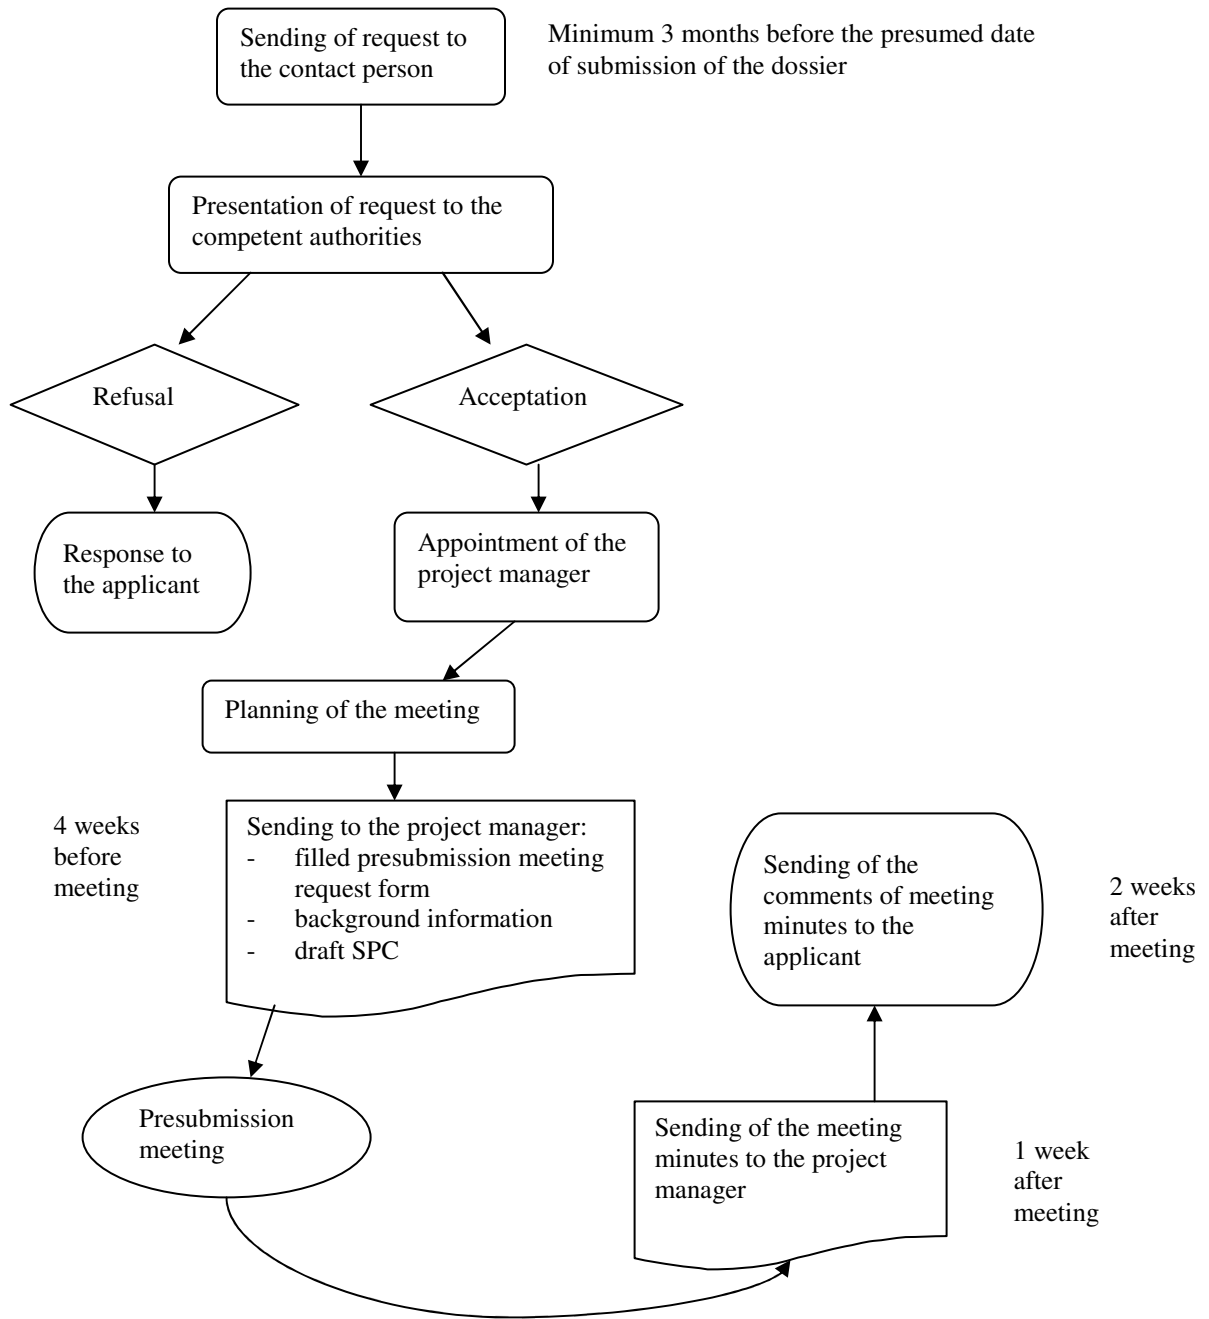 Sending of request to
the contact person
Minimum 3 months before the presumed date
of submission of the dossier
Presentation of request to the
competent authorities
Refusal
Acceptation
Response to
the applicant
Appointment of the
project manager
Planning of the meeting
4 weeks
before
meeting
Sending to the project manager:
- filled presubmission meeting
request form
- background information
- draft SPC
Sending of the
comments of meeting
minutes to the
applicant
2 weeks
after
meeting
Presubmission
meeting
Sending of the meeting
minutes to the project
manager
1 week
after
meeting